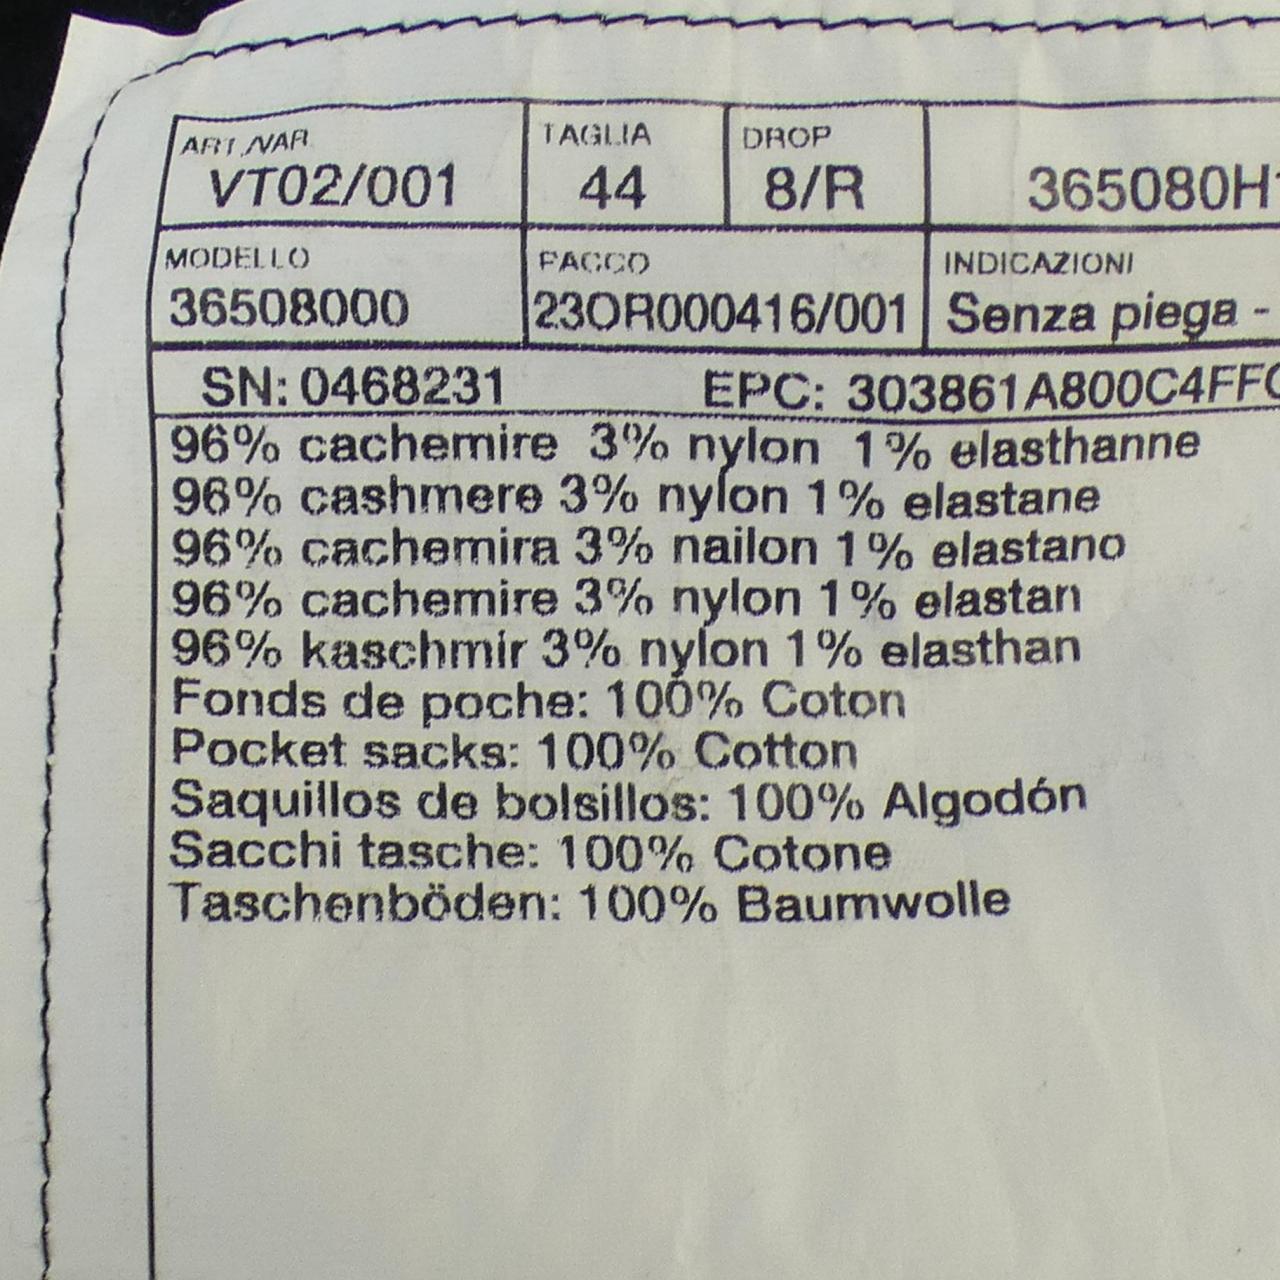 ART./VAR. TAGLIA DROP
VT02/001 44 8/R 365080H1
MODELLO PACCO INDICAZIONI
36508000 23OR000416/001 Senza piega -
SN: 0468231 EPC: 303861A800C4FFC
96% cachemire 3% nylon 1% elasthanne
96% cashmere 3% nylon 1% elastane
96% cachemira 3% nailon 1% elastano
96% cachemire 3% nylon 1% elastan
96% kaschmir 3% nylon 1% elasthan
Fonds de poche: 100% Coton
Pocket sacks: 100% Cotton
Saquillos de bolsillos: 100% Algodón
Sacchi tasche: 100% Cotone
Taschenböden: 100% Baumwolle